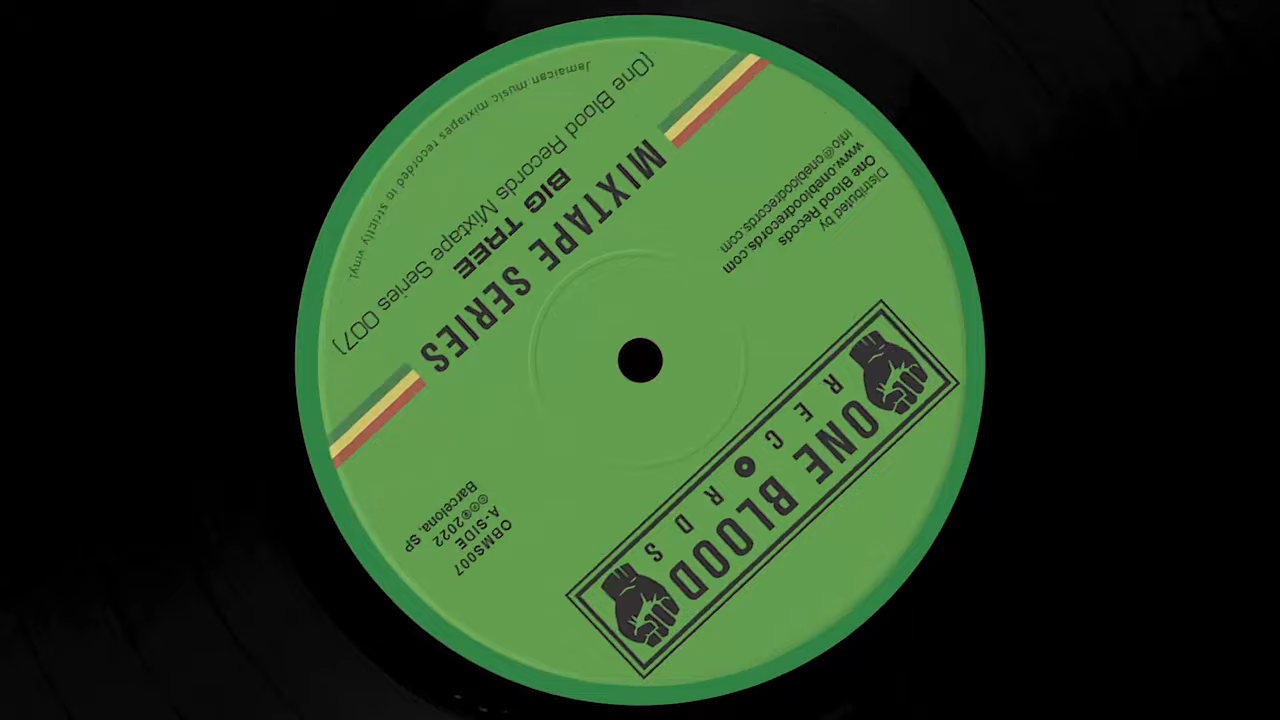 ONE BLOOD
RECORDS
Distributed by
One Blood Recods
www.onebloodrecords.com
info@onebloodrecords.com
OBMS007
A-SIDE
©℗®2022
Barcelona, SP
MIXTAPE SERIES
BIG TREE
(One Blood Records Mixtape Series 007)
Jamaican music mixtapes recorded in strictly vinyl.